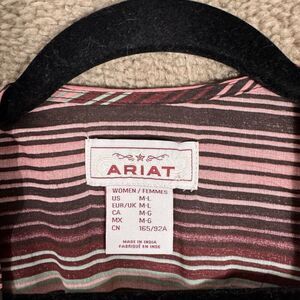 ARIAT
WOMEN / FEMMES
US M-L
EUR/UK M-L
CA M-G
MX M-G
CN 165/92A
MADE IN INDIA
FABRIQUÉ EN INDE